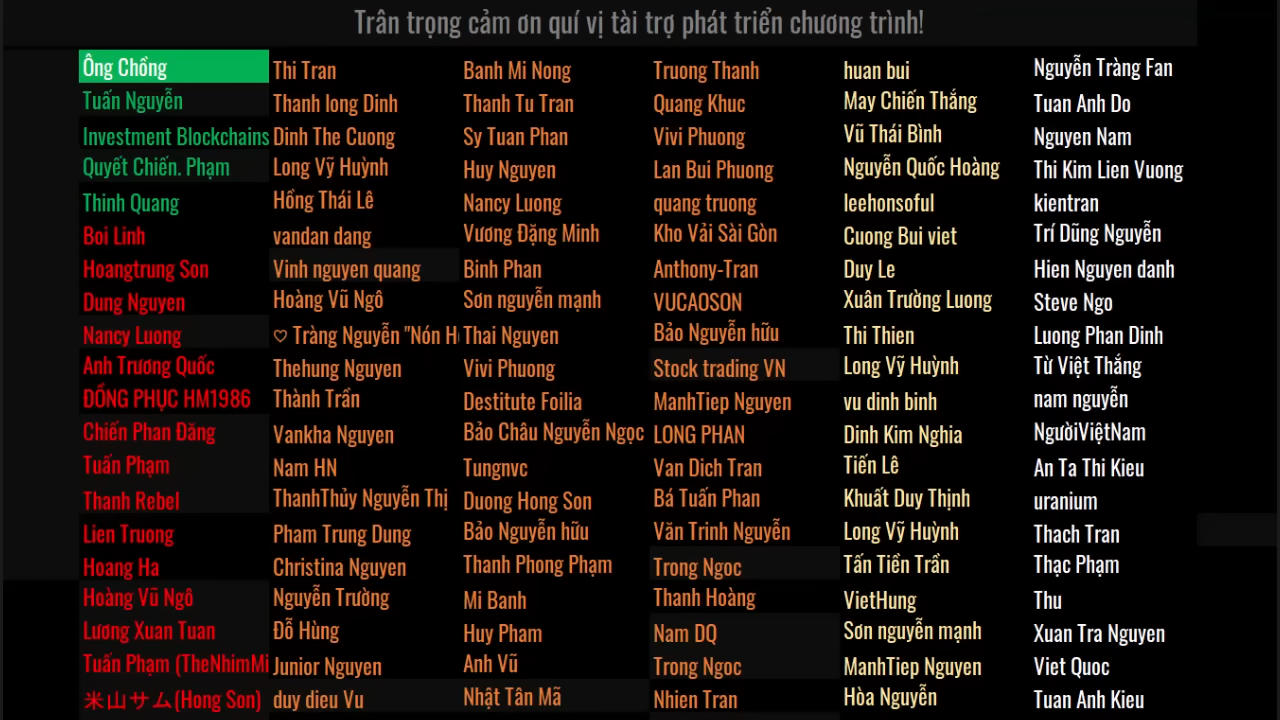 Trân trọng cảm ơn quí vị tài trợ phát triển chương trình!
Ông Chồng
Tuấn Nguyễn
Investment Blockchains
Quyết Chiến. Phạm
Thinh Quang
Boi Linh
Hoangtrung Son
Dung Nguyen
Nancy Luong
Anh Trương Quốc
ĐỒNG PHỤC HM1986
Chiến Phan Đăng
Tuấn Phạm
Thanh Rebel
Lien Truong
Hoang Ha
Hoàng Vũ Ngô
Lương Xuan Tuan
Tuấn Phạm (TheNhimMi
米山サム(Hong Son)
Thi Tran
Thanh long Dinh
Dinh The Cuong
Long Vỹ Huỳnh
Hồng Thái Lê
vandan dang
Vinh nguyen quang
Hoàng Vũ Ngô
♡ Tràng Nguyễn "Nón H
Thehung Nguyen
Thành Trần
Vankha Nguyen
Nam HN
ThanhThủy Nguyễn Thị
Pham Trung Dung
Christina Nguyen
Nguyễn Trường
Đỗ Hùng
Junior Nguyen
duy dieu Vu
Banh Mi Nong
Thanh Tu Tran
Sy Tuan Phan
Huy Nguyen
Nancy Luong
Vương Đặng Minh
Binh Phan
Sơn nguyễn mạnh
Thai Nguyen
Vivi Phuong
Destitute Foilia
Bảo Châu Nguyễn Ngọc
Tungnvc
Duong Hong Son
Bảo Nguyễn hữu
Thanh Phong Phạm
Mi Banh
Huy Pham
Anh Vũ
Nhật Tân Mã
Truong Thanh
Quang Khuc
Vivi Phuong
Lan Bui Phuong
quang truong
Kho Vải Sài Gòn
Anthony-Tran
VUCAOSON
Bảo Nguyễn hữu
Stock trading VN
ManhTiep Nguyen
LONG PHAN
Van Dich Tran
Bá Tuấn Phan
Văn Trinh Nguyễn
Trong Ngoc
Thanh Hoàng
Nam DQ
Trong Ngoc
Nhien Tran
huan bui
May Chiến Thắng
Vũ Thái Bình
Nguyễn Quốc Hoàng
leehonsoful
Cuong Bui viet
Duy Le
Xuân Trường Luong
Thi Thien
Long Vỹ Huỳnh
vu dinh binh
Dinh Kim Nghia
Tiến Lê
Khuất Duy Thịnh
Long Vỹ Huỳnh
Tấn Tiền Trần
VietHung
Sơn nguyễn mạnh
ManhTiep Nguyen
Hòa Nguyễn
Nguyễn Tràng Fan
Tuan Anh Do
Nguyen Nam
Thi Kim Lien Vuong
kientran
Trí Dũng Nguyễn
Hien Nguyen danh
Steve Ngo
Luong Phan Dinh
Từ Việt Thắng
nam nguyễn
NgườiViệtNam
An Ta Thi Kieu
uranium
Thach Tran
Thạc Phạm
Thu
Xuan Tra Nguyen
Viet Quoc
Tuan Anh Kieu